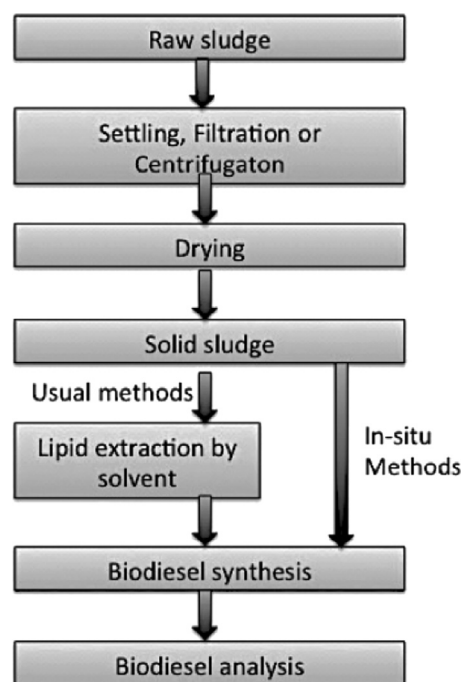 Raw sludge
Settling, Filtration or
Centrifugaton
Drying
Solid sludge
Usual methods
Lipid extraction by
solvent
In-situ
Methods
Biodiesel synthesis
Biodiesel analysis